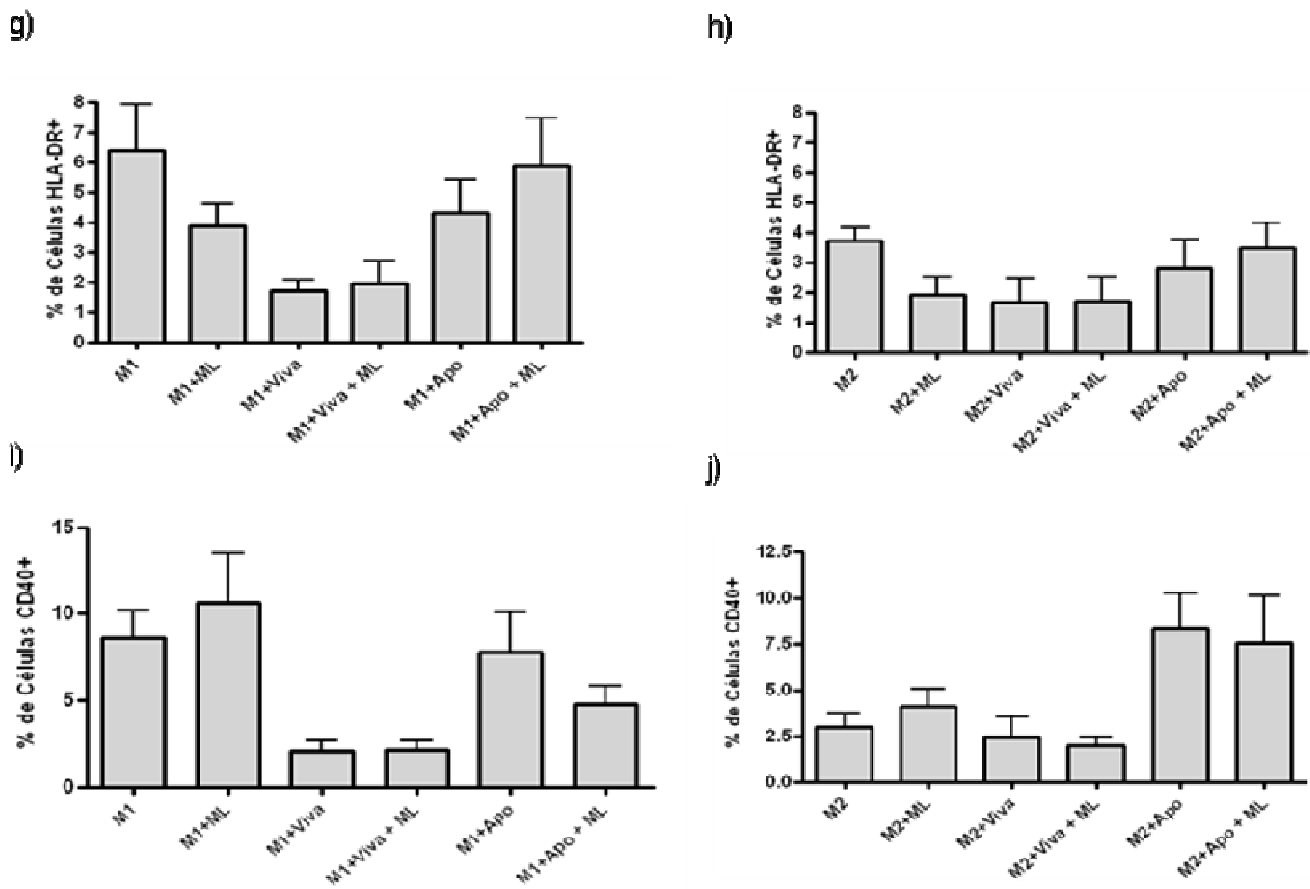 g)
% de Células HLA-DR+
8
7
6
5
4
3
2
1
0
M1
M1+ML
M1+Viva
M1+Viva + ML
M1+Apo
M1+Apo + ML
h)
% de Células HLA-DR+
8
7
6
5
4
3
2
1
0
M2
M2+ML
M2+Viva
M2+Viva + ML
M2+Apo
M2+Apo + ML
i)
% de Células CD40+
15
10
5
0
M1
M1+ML
M1+Viva
M1+Viva + ML
M1+Apo
M1+Apo + ML
j)
% de Células CD40+
12.5
10.0
7.5
5.0
2.5
0.0
M2
M2+ML
M2+Viva
M2+Viva + ML
M2+Apo
M2+Apo + ML